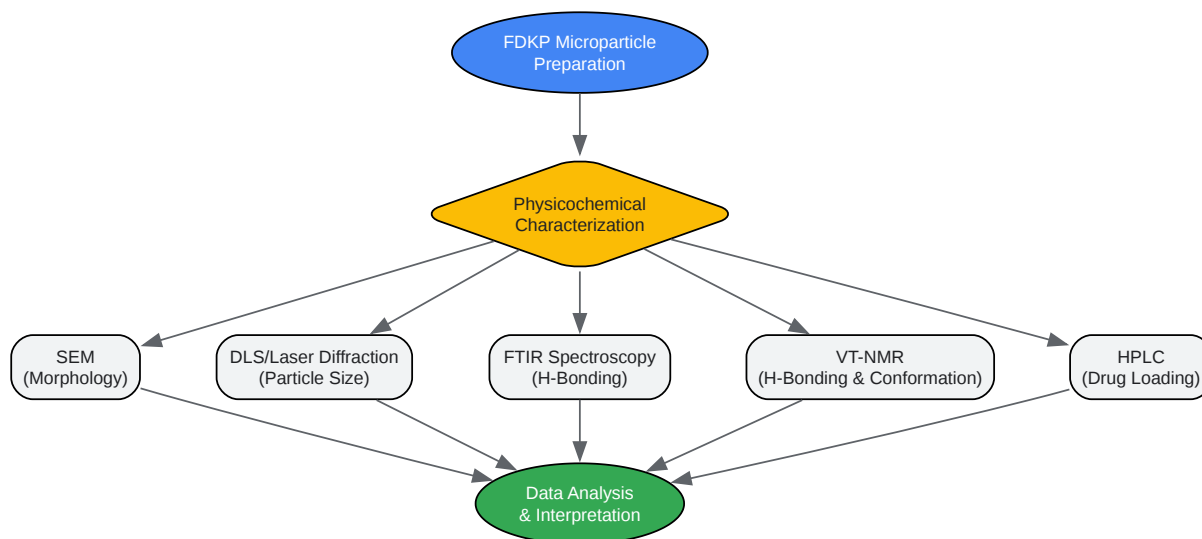 FDKP Microparticle
Preparation
Physicochemical
Characterization
SEM
(Morphology)
DLS/Laser Diffraction
(Particle Size)
FTIR Spectroscopy
(H-Bonding)
VT-NMR
(H-Bonding & Conformation)
HPLC
(Drug Loading)
Data Analysis
& Interpretation